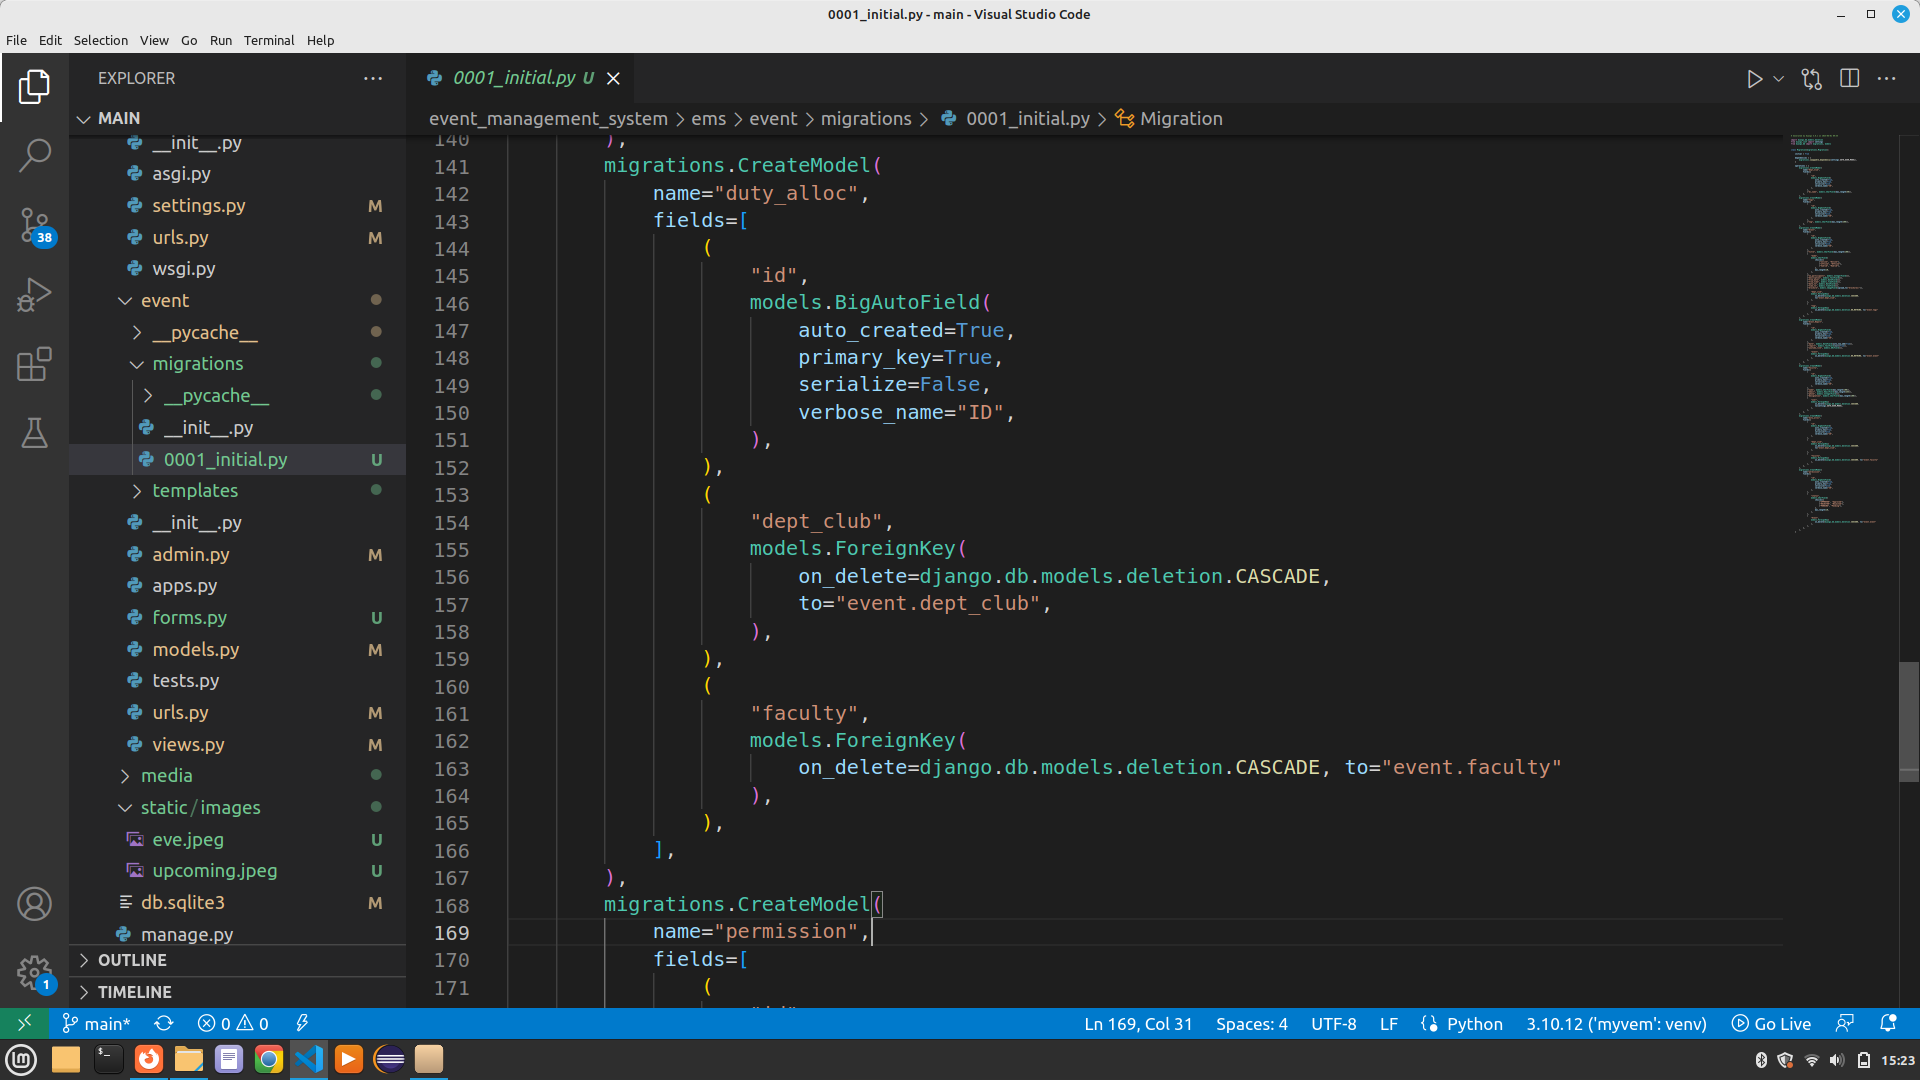 0001_initial.py - main - Visual Studio Code
File Edit Selection View Go Run Terminal Help
EXPLORER
MAIN
__init__.py
asgi.py
settings.py M
urls.py M
wsgi.py
event
__pycache__
migrations
__pycache__
__init__.py
0001_initial.py U
templates
__init__.py
admin.py M
apps.py
forms.py U
models.py M
tests.py
urls.py M
views.py M
media
static/images
eve.jpeg U
upcoming.jpeg U
db.sqlite3 M
manage.py
OUTLINE
TIMELINE
38
1
0001_initial.py U
event_management_system > ems > event > migrations > 0001_initial.py > Migration
140 ),
141 migrations.CreateModel(
142 name="duty_alloc",
143 fields=[
144 (
145 "id",
146 models.BigAutoField(
147 auto_created=True,
148 primary_key=True,
149 serialize=False,
150 verbose_name="ID",
151 ),
152 ),
153 (
154 "dept_club",
155 models.ForeignKey(
156 on_delete=django.db.models.deletion.CASCADE,
157 to="event.dept_club",
158 ),
159 ),
160 (
161 "faculty",
162 models.ForeignKey(
163 on_delete=django.db.models.deletion.CASCADE, to="event.faculty"
164 ),
165 ),
166 ],
167 ),
168 migrations.CreateModel(
169 name="permission",
170 fields=[
171 (
main* 0 0 Ln 169, Col 31 Spaces: 4 UTF-8 LF Python 3.10.12 ('myvem': venv) Go Live
15:23